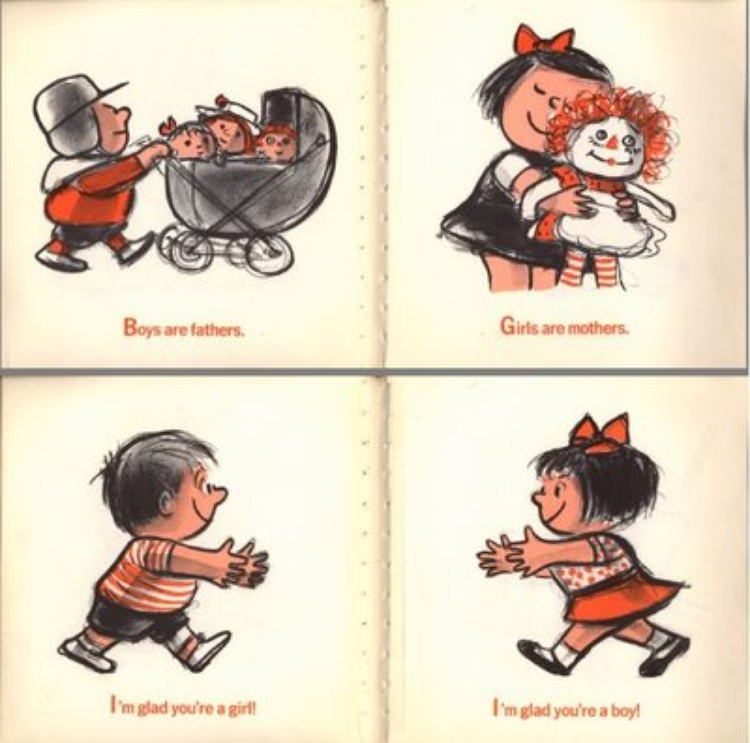 Boys are fathers.
Girls are mothers.
I'm glad you're a girl!
I'm glad you're a boy!